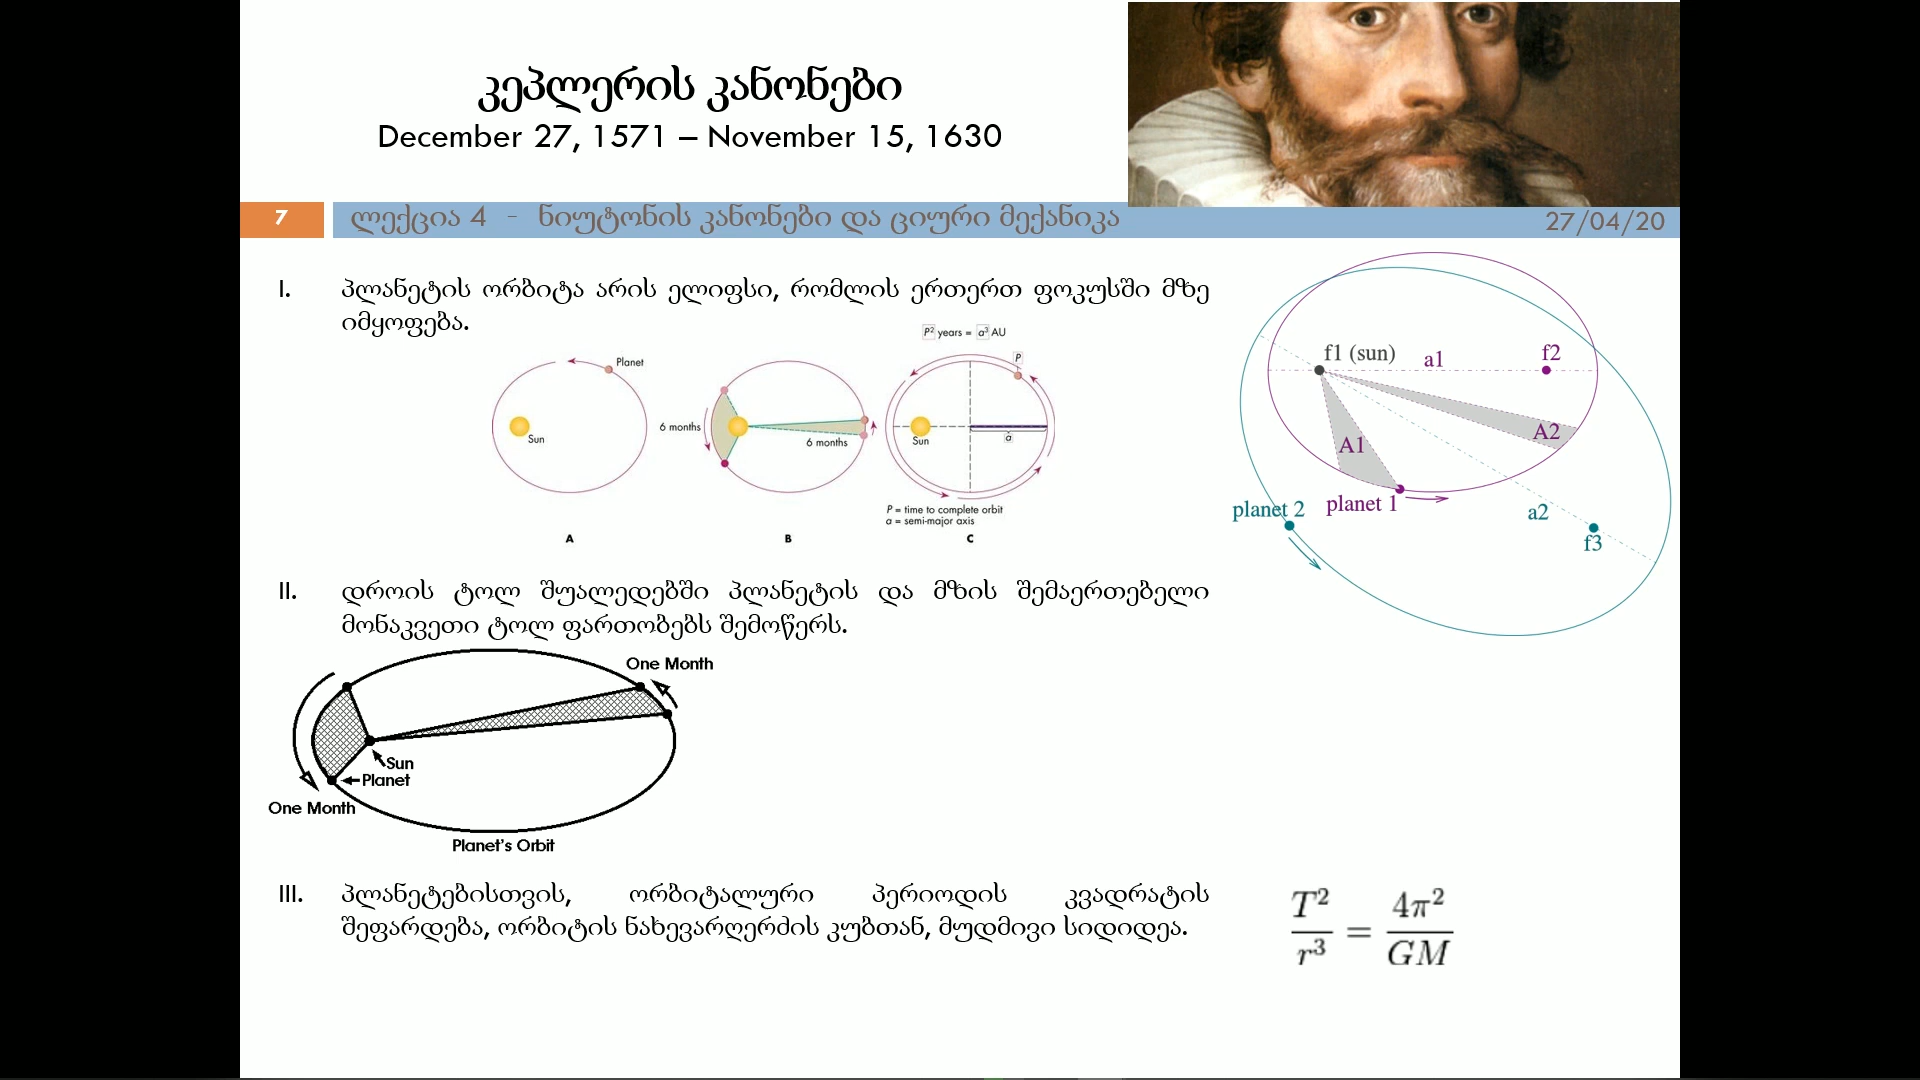 კეპლერის კანონები
December 27, 1571 – November 15, 1630
7
ლექცია 4 - ნიუტონის კანონები და ციური მექანიკა
27/04/20
I. პლანეტის ორბიტა არის ელიფსი, რომლის ერთერთ ფოკუსში მზე
იმყოფება.
Planet
Sun
A
6 months
6 months
B
P² years = a³ AU
P
Sun
a
P = time to complete orbit
a = semi-major axis
C
f1 (sun)
a1
f2
A1
A2
planet 1
planet 2
a2
f3
II. დროის ტოლ შუალედებში პლანეტის და მზის შემაერთებელი
მონაკვეთი ტოლ ფართობებს შემოწერს.
One Month
Sun
Planet
One Month
Planet's Orbit
III. პლანეტებისთვის, ორბიტალური პერიოდის კვადრატის
შეფარდება, ორბიტის ნახევარღერძის კუბთან, მუდმივი სიდიდეა.
T²/r³ = 4π²/GM